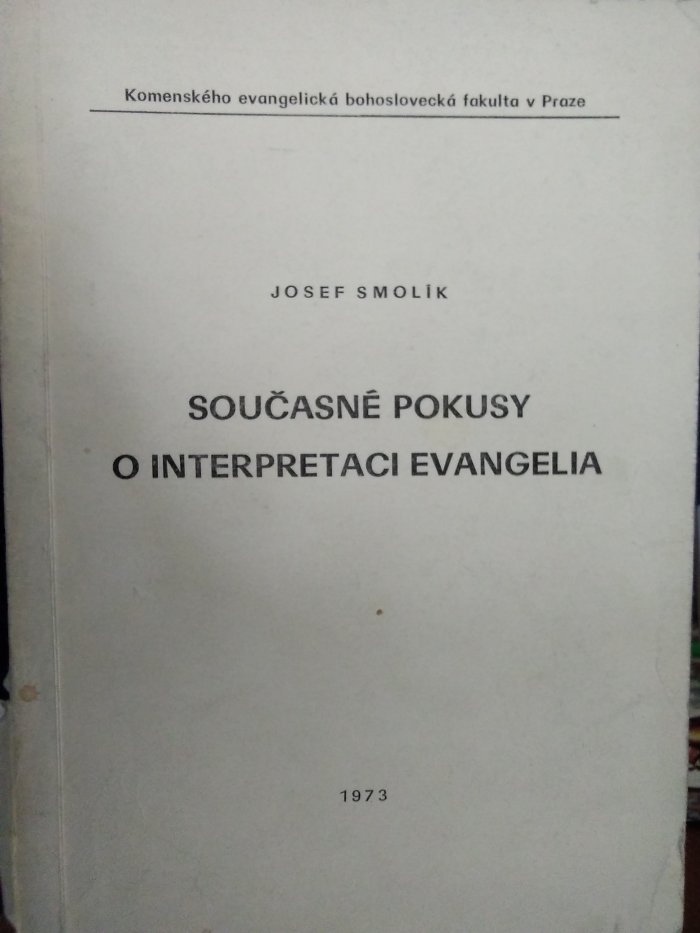 Komenského evangelická bohoslovecká fakulta v Praze
JOSEF SMOLÍK
SOUČASNÉ POKUSY
O INTERPRETACI EVANGELIA
1973